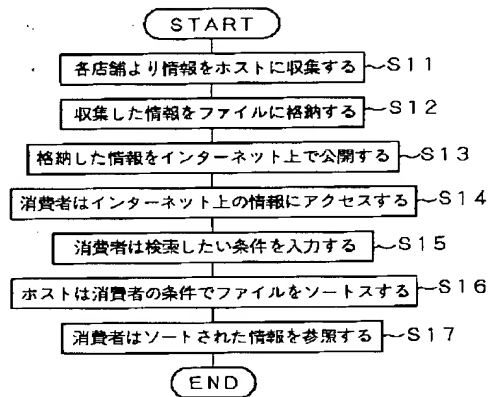 START
各店舗より情報をホストに収集する S11
収集した情報をファイルに格納する S12
格納した情報をインターネット上で公開する S13
消費者はインターネット上の情報にアクセスする S14
消費者は検索したい条件を入力する S15
ホストは消費者の条件でファイルをソートスする S16
消費者はソートされた情報を参照する S17
END